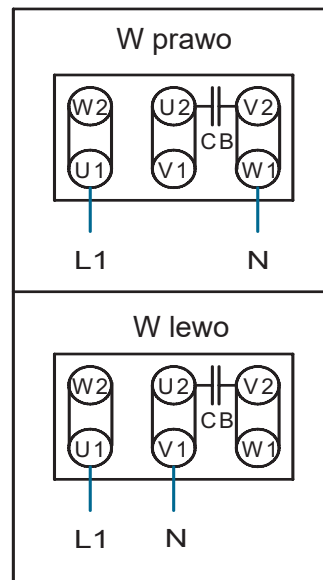 W prawo
W2 U2 V2
CB
U1 V1 W1
L1 N
W lewo
W2 U2 V2
CB
U1 V1 W1
L1 N